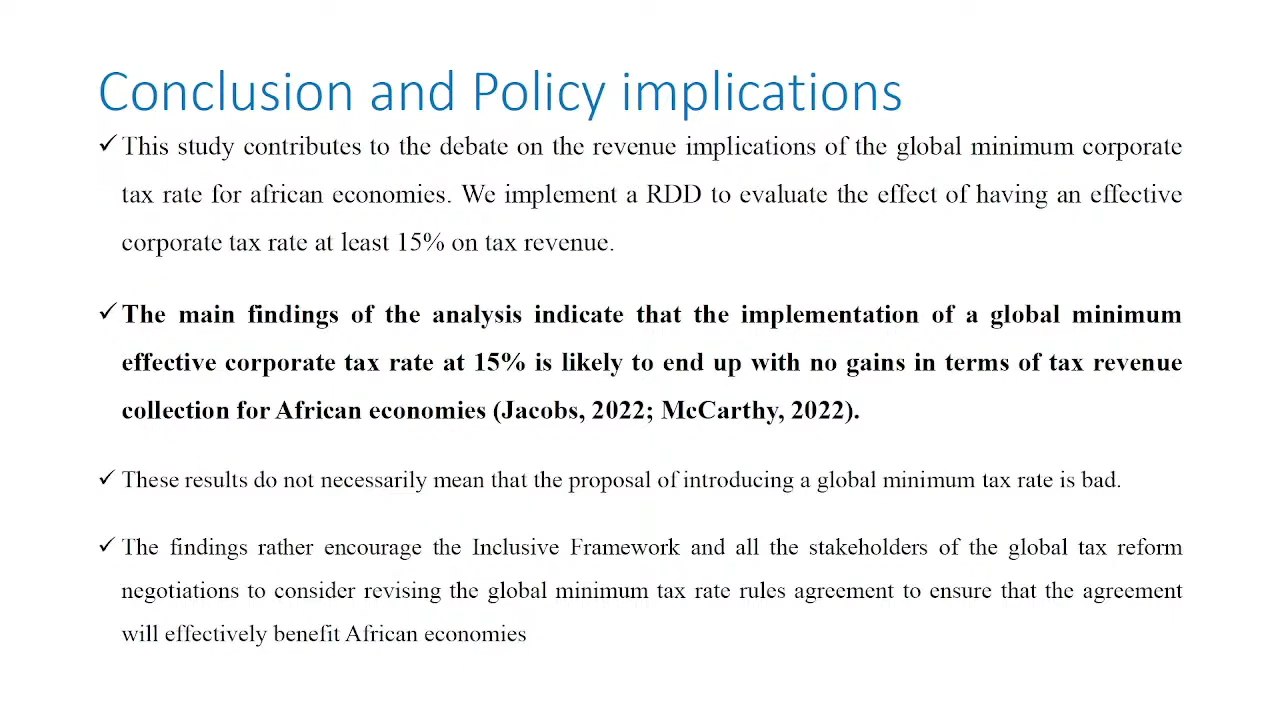 Conclusion and Policy implications
✓ This study contributes to the debate on the revenue implications of the global minimum corporate
tax rate for african economies. We implement a RDD to evaluate the effect of having an effective
corporate tax rate at least 15% on tax revenue.
✓ The main findings of the analysis indicate that the implementation of a global minimum
effective corporate tax rate at 15% is likely to end up with no gains in terms of tax revenue
collection for African economies (Jacobs, 2022; McCarthy, 2022).
✓ These results do not necessarily mean that the proposal of introducing a global minimum tax rate is bad.
✓ The findings rather encourage the Inclusive Framework and all the stakeholders of the global tax reform
negotiations to consider revising the global minimum tax rate rules agreement to ensure that the agreement
will effectively benefit African economies